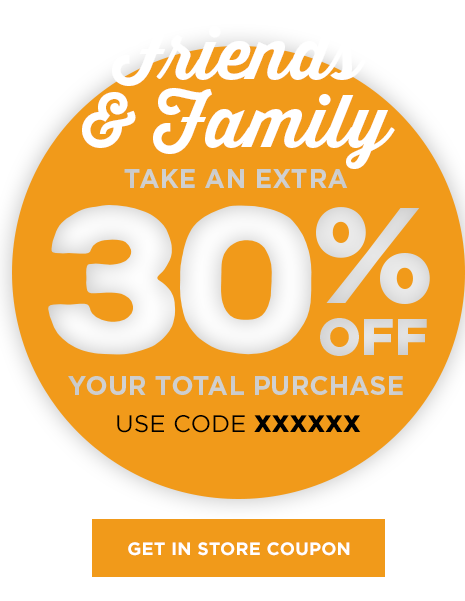 Friends
& Family
TAKE AN EXTRA
30%
OFF
YOUR TOTAL PURCHASE
USE CODE XXXXXX
GET IN STORE COUPON